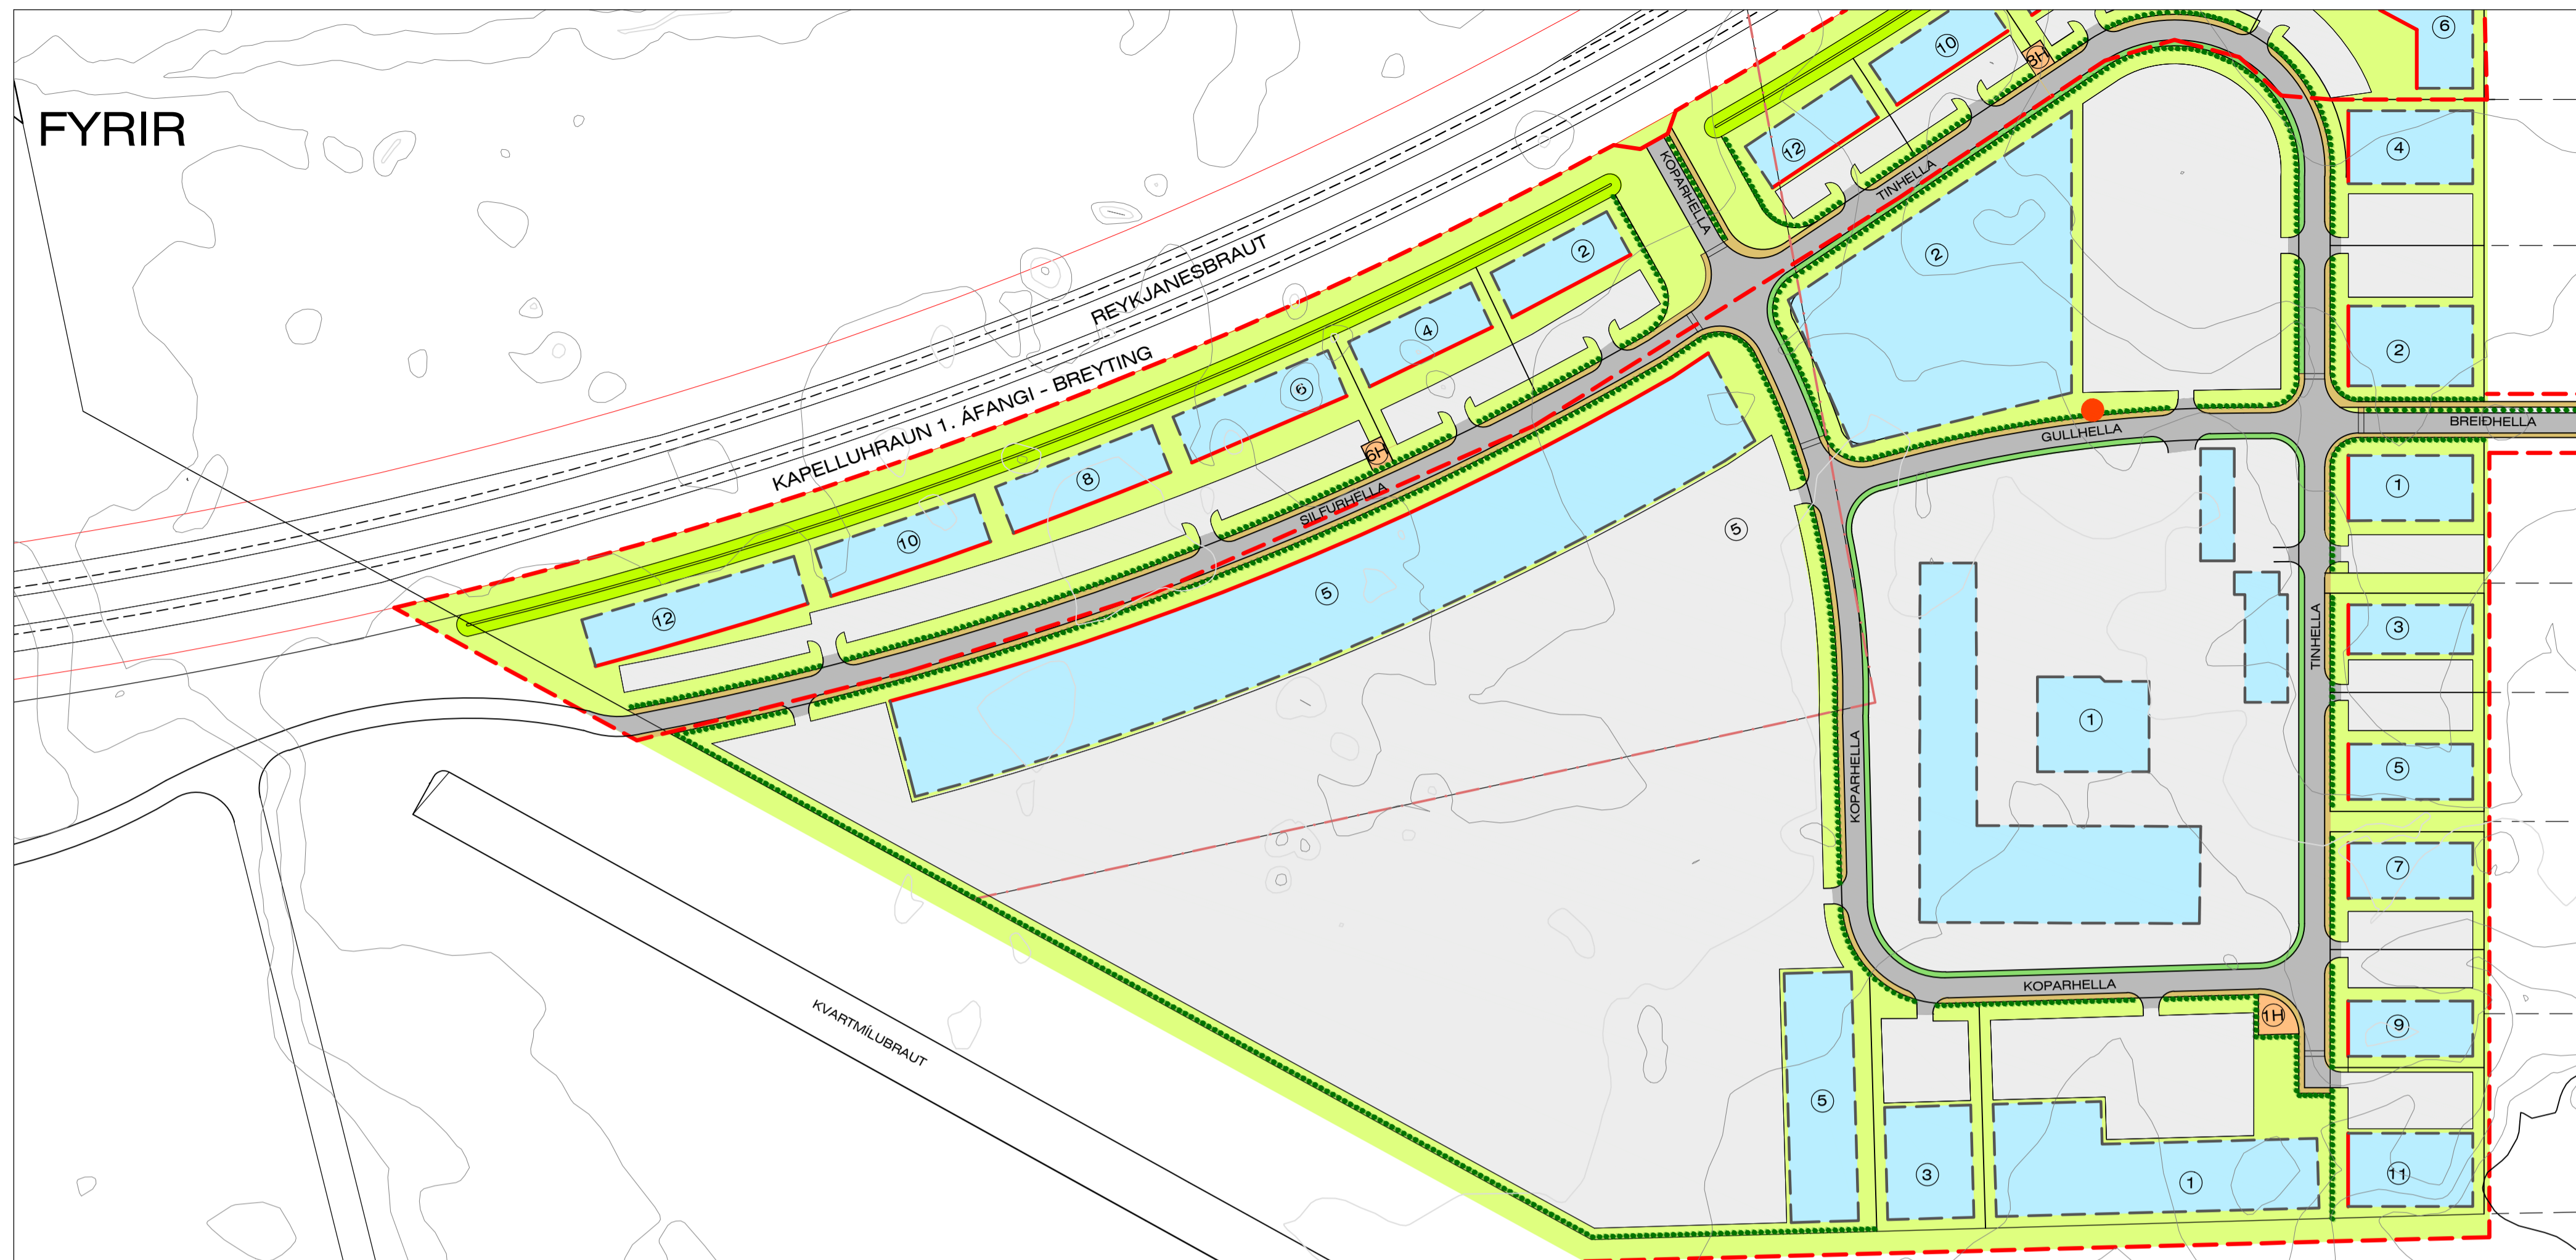 FYRIR
6
10
8H
12
4
TINHELLA
KOPARHELLA
2
2
REYKJANESBRAUT
4
2
KAPELLUHRAUN 1. ÁFANGI - BREYTING
6
BREIÐHELLA
GULLHELLA
6H
8
1
SILFURHELLA
5
10
5
12
3
TINHELLA
1
5
KOPARHELLA
7
KOPARHELLA
1H
9
KVARTMÍLUBRAUT
5
3
1
11